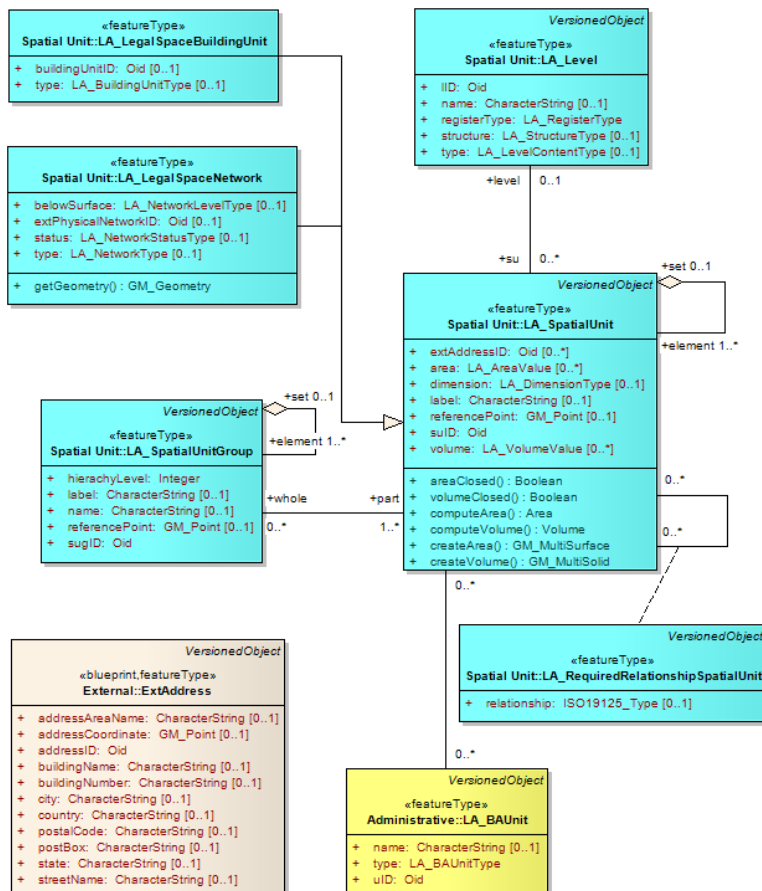 «featureType»
Spatial Unit::LA_LegalSpaceBuildingUnit
+ buildingUnitID: Oid [0..1]
+ type: LA_BuildingUnitType [0..1]
VersionedObject
«featureType»
Spatial Unit::LA_Level
+ lID: Oid
+ name: CharacterString [0..1]
+ registerType: LA_RegisterType
+ structure: LA_StructureType [0..1]
+ type: LA_LevelContentType [0..1]
«featureType»
Spatial Unit::LA_LegalSpaceNetwork
+ belowSurface: LA_NetworkLevelType [0..1]
+ extPhysicalNetworkID: Oid [0..1]
+ status: LA_NetworkStatusType [0..1]
+ type: LA_NetworkType [0..1]
+ getGeometry() : GM_Geometry
+level 0..1
+su 0..*
VersionedObject
«featureType»
Spatial Unit::LA_SpatialUnit
+ extAddressID: Oid [0..*]
+ area: LA_AreaValue [0..*]
+ dimension: LA_DimensionType [0..1]
+ label: CharacterString [0..1]
+ referencePoint: GM_Point [0..1]
+ suID: Oid
+ volume: LA_VolumeValue [0..*]
+ areaClosed() : Boolean
+ volumeClosed() : Boolean
+ computeArea() : Area
+ computeVolume() : Volume
+ createArea() : GM_MultiSurface
+ createVolume() : GM_MultiSolid
+set 0..1
+element 1..*
VersionedObject
«featureType»
Spatial Unit::LA_SpatialUnitGroup
+ hierachyLevel: Integer
+ label: CharacterString [0..1]
+ name: CharacterString [0..1]
+ referencePoint: GM_Point [0..1]
+ sugID: Oid
+set 0..1
+element 1..*
+whole +part
0..* 1..*
0..*
0..*
0..*
VersionedObject
«featureType»
Spatial Unit::LA_RequiredRelationshipSpatialUnit
+ relationship: ISO19125_Type [0..1]
VersionedObject
«blueprint,featureType»
External::ExtAddress
+ addressAreaName: CharacterString [0..1]
+ addressCoordinate: GM_Point [0..1]
+ addressID: Oid
+ buildingName: CharacterString [0..1]
+ buildingNumber: CharacterString [0..1]
+ city: CharacterString [0..1]
+ country: CharacterString [0..1]
+ postalCode: CharacterString [0..1]
+ postBox: CharacterString [0..1]
+ state: CharacterString [0..1]
+ streetName: CharacterString [0..1]
0..*
VersionedObject
«featureType»
Administrative::LA_BAUnit
+ name: CharacterString [0..1]
+ type: LA_BAUnitType
+ uID: Oid